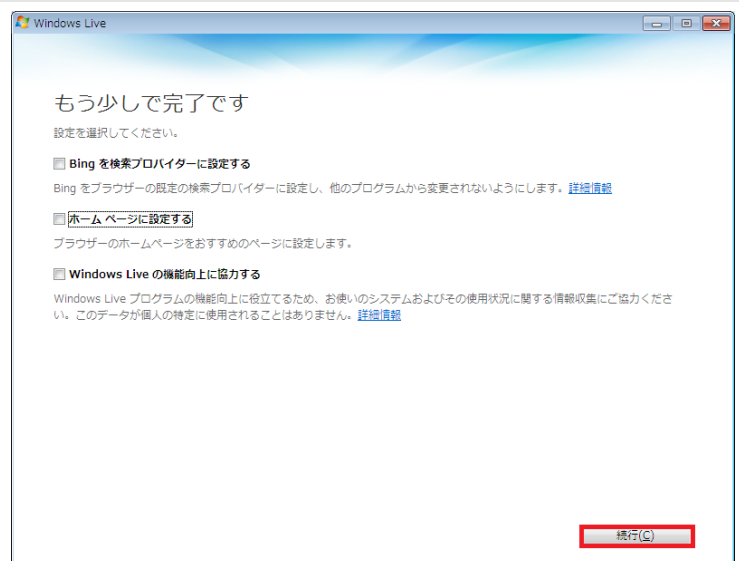 Windows Live
もう少しで完了です
設定を選択してください。
Bing を検索プロバイダーに設定する
Bing をブラウザーの既定の検索プロバイダーに設定し、他のプログラムから変更されないようにします。詳細情報
ホーム ページに設定する
ブラウザーのホームページをおすすめのページに設定します。
Windows Live の機能向上に協力する
Windows Live プログラムの機能向上に役立てるため、お使いのシステムおよびその使用状況に関する情報収集にご協力くださ
い。このデータが個人の特定に使用されることはありません。詳細情報
続行(C)